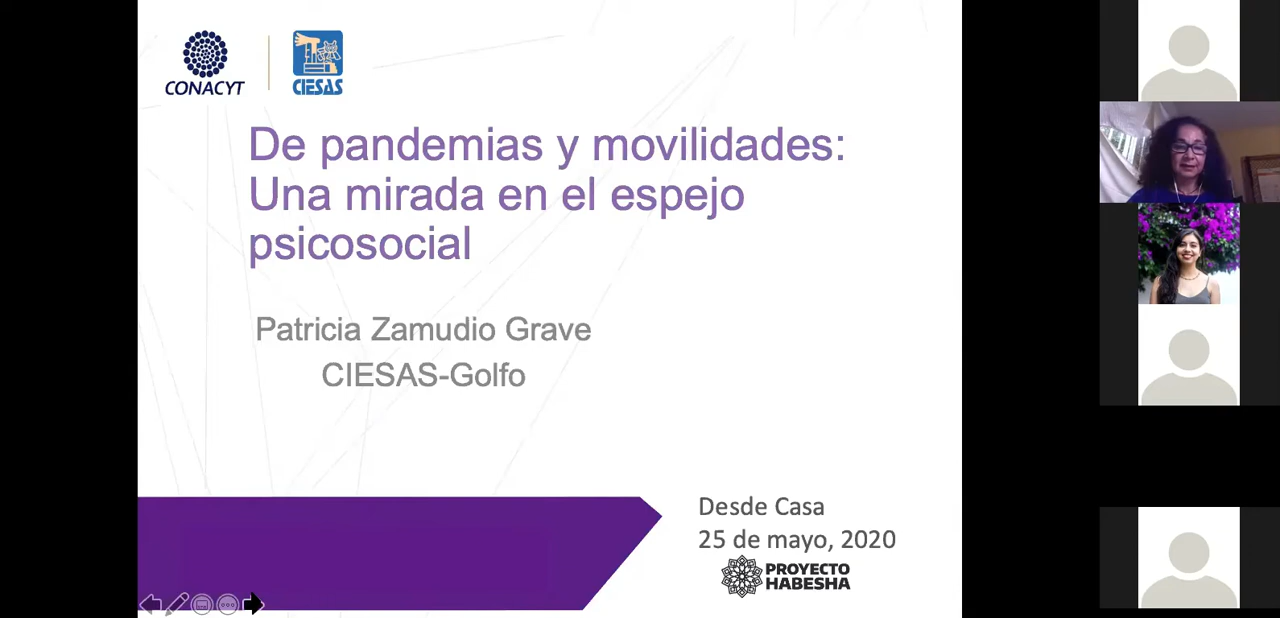 CONACYT
CIESAS
De pandemias y movilidades:
Una mirada en el espejo
psicosocial
Patricia Zamudio Grave
CIESAS-Golfo
Desde Casa
25 de mayo, 2020
PROYECTO
HABESHA